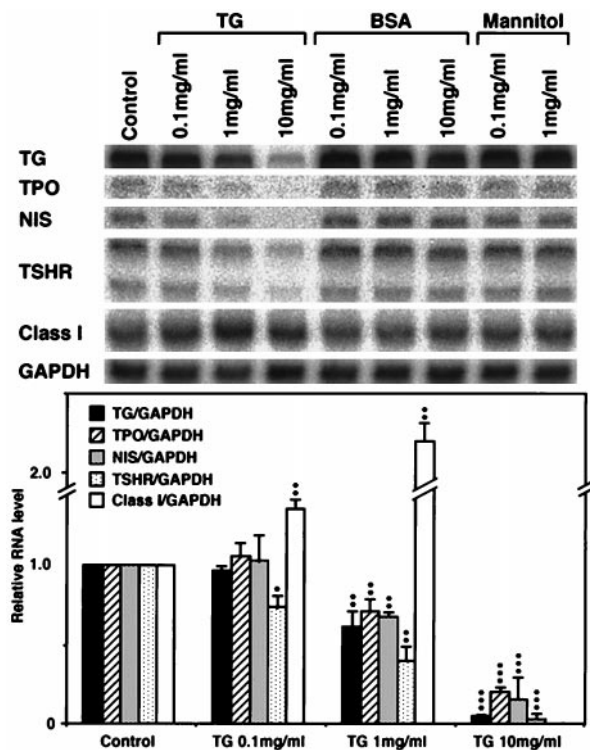 TG BSA Mannitol
Control 0.1mg/ml 1mg/ml 10mg/ml 0.1mg/ml 1mg/ml 10mg/ml 0.1mg/ml 1mg/ml
TG
TPO
NIS
TSHR
Class I
GAPDH
TG/GAPDH
TPO/GAPDH
NIS/GAPDH
TSHR/GAPDH
Class I/GAPDH
Relative RNA level
2.0
1.0
0
Control TG 0.1mg/ml TG 1mg/ml TG 10mg/ml